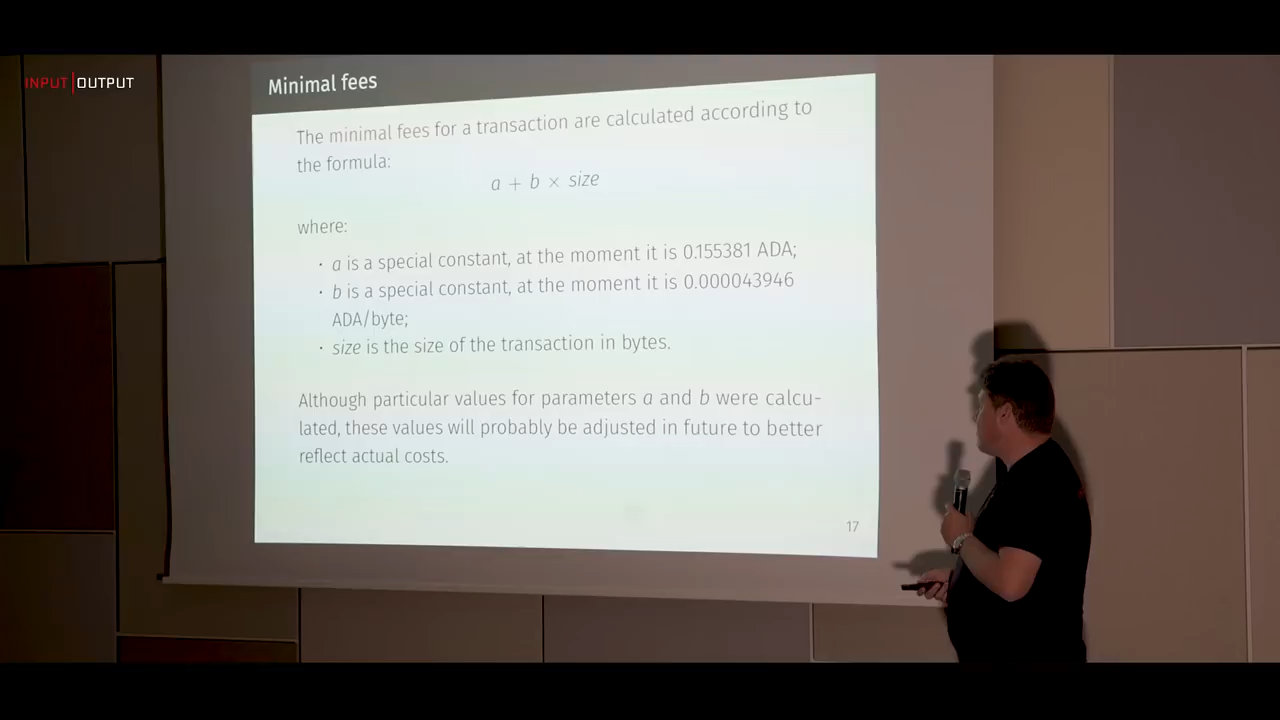 INPUT|OUTPUT
Minimal fees
The minimal fees for a transaction are calculated according to
the formula:
a + b × size
where:
· a is a special constant, at the moment it is 0.155381 ADA;
· b is a special constant, at the moment it is 0.000043946
ADA/byte;
· size is the size of the transaction in bytes.
Although particular values for parameters a and b were calcu-
lated, these values will probably be adjusted in future to better
reflect actual costs.
17